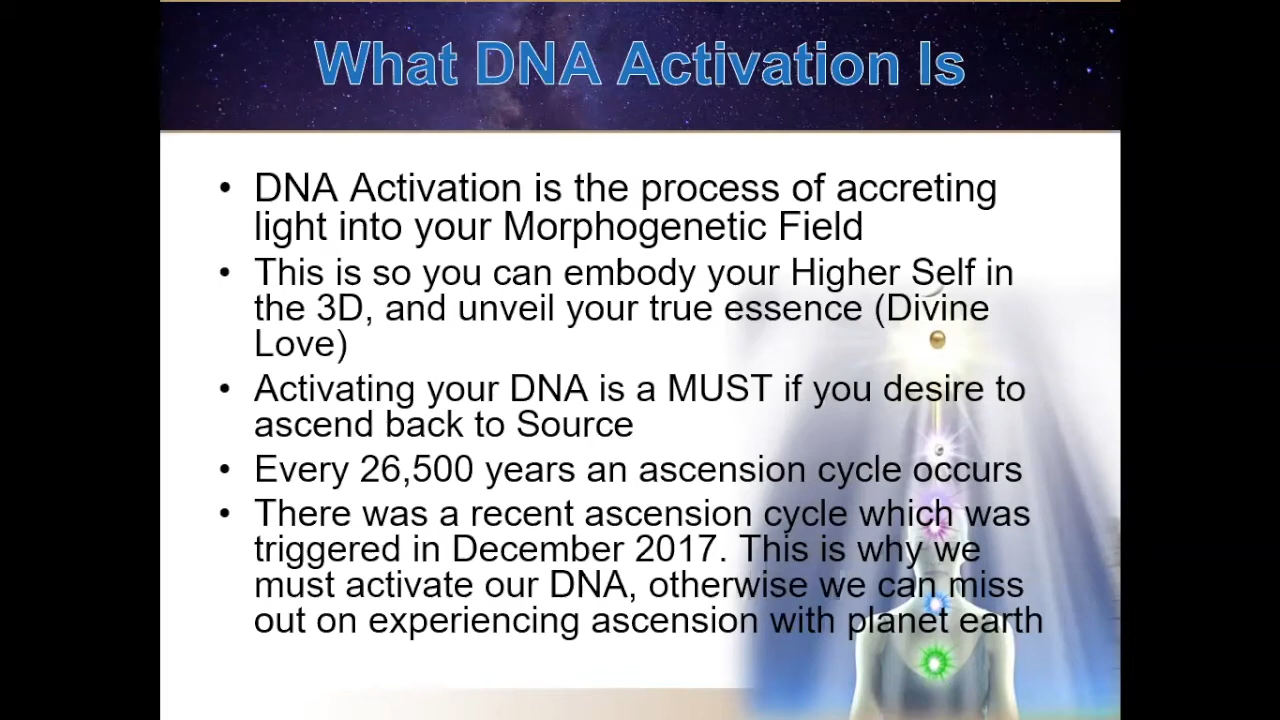 What DNA Activation Is
• DNA Activation is the process of accreting
light into your Morphogenetic Field
• This is so you can embody your Higher Self in
the 3D, and unveil your true essence (Divine
Love)
• Activating your DNA is a MUST if you desire to
ascend back to Source
• Every 26,500 years an ascension cycle occurs
• There was a recent ascension cycle which was
triggered in December 2017. This is why we
must activate our DNA, otherwise we can miss
out on experiencing ascension with planet earth